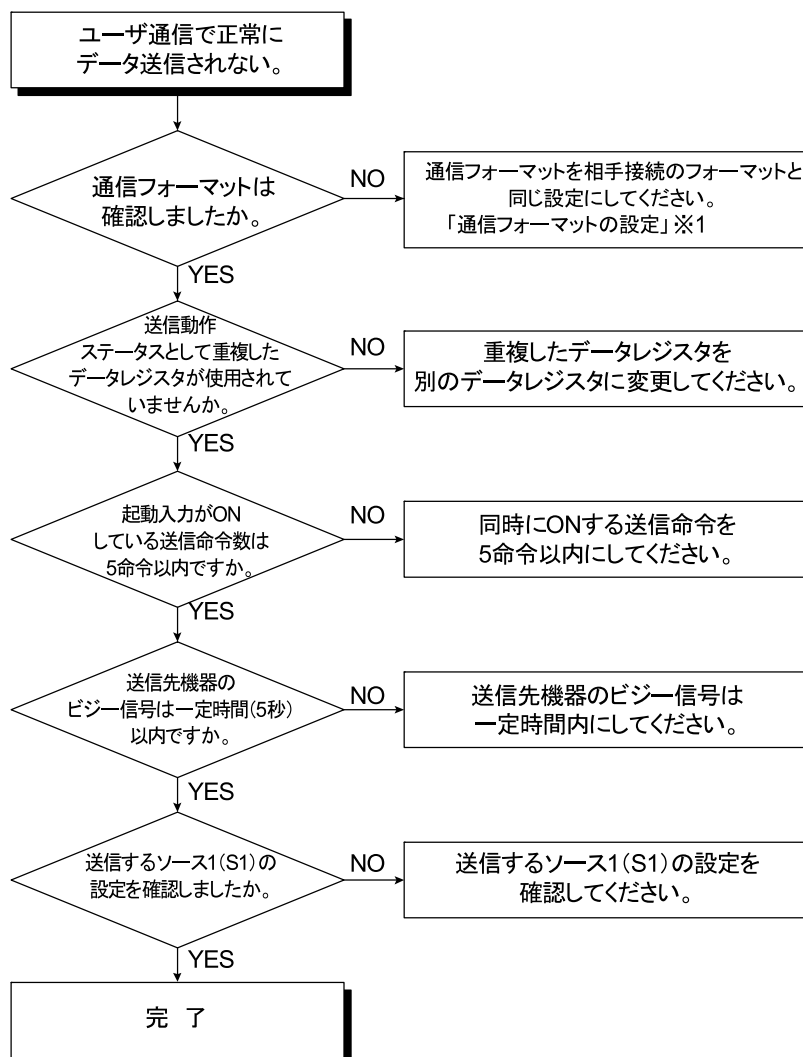 ユーザ通信で正常に
データ送信されない。
通信フォーマットは
確認しましたか。
NO
通信フォーマットを相手接続のフォーマットと
同じ設定にしてください。
「通信フォーマットの設定」※1
YES
送信動作
ステータスとして重複した
データレジスタが使用されて
いませんか。
NO
重複したデータレジスタを
別のデータレジスタに変更してください。
YES
起動入力がON
している送信命令数は
5命令以内ですか。
NO
同時にONする送信命令を
5命令以内にしてください。
YES
送信先機器の
ビジー信号は一定時間(5秒)
以内ですか。
NO
送信先機器のビジー信号は
一定時間内にしてください。
YES
送信するソース1(S1)の
設定を確認しましたか。
NO
送信するソース1(S1)の設定を
確認してください。
YES
完 了